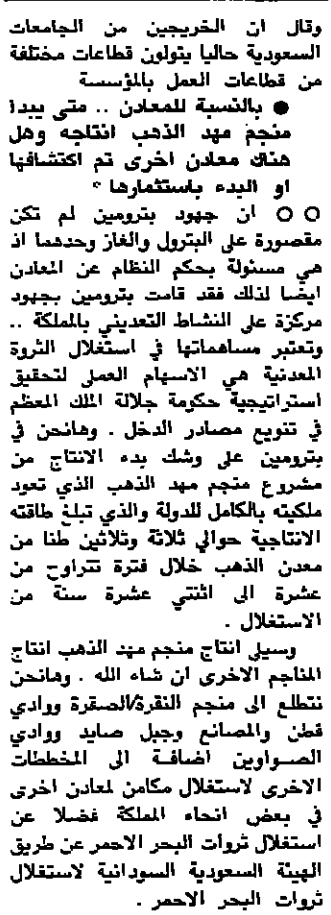 وقال ان الخريجين من الجامعات
السعودية حاليا يتولون قطاعات مختلفة
من قطاعات العمل بالمؤسسة
● بالنسبة للمعادن .. متى يبدا
منجم مهد الذهب انتاجه وهل
هناك معادن اخرى تم اكتشافها
او البدء باستثمارها ؟
○○ ان جهود بترومين لم تكن
مقصورة على البترول والغاز وحدهما اذ
هي مسئولة بحكم النظام عن المعادن
ايضا لذلك فقد قامت بترومين بجهود
مركزة على النشاط التعديني بالمملكة ..
وتعتبر مساهماتها في استغلال الثروة
المعدنية هي الاسهام العملي لتحقيق
استراتيجية حكومة جلالة الملك المعظم
في تنويع مصادر الدخل . وهانحن في
بترومين على وشك بدء الانتاج من
مشروع منجم مهد الذهب الذي تعود
ملكيته بالكامل للدولة والذي تبلغ طاقته
الانتاجية حوالي ثلاثة وثلاثين طنا من
معدن الذهب خلال فترة تتراوح من
عشرة الى اثنتي عشرة سنة من
الاستغلال .
وسيلى انتاج منجم مهد الذهب انتاج
المناجم الاخرى ان شاء الله . وهانحن
نتطلع الى منجم النقرة/الصقرة ووادي
قطن والمصانع وجبل صايد ووادي
الصواوين اضافة الى المخططات
الاخرى لاستغلال مكامن لمعادن اخرى
في بعض انحاء المملكة فضلا عن
استغلال ثروات البحر الاحمر عن طريق
الهيئة السعودية السودانية لاستغلال
ثروات البحر الاحمر .